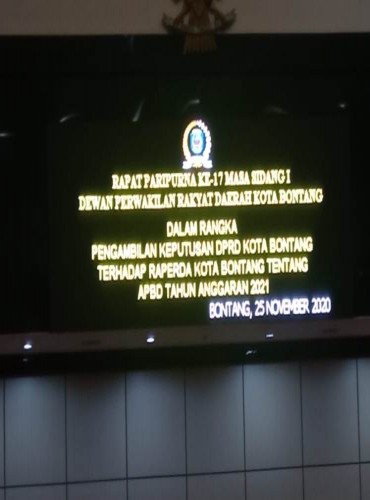 RAPAT PARIPURNA KE-17 MASA SIDANG I
DEWAN PERWAKILAN RAKYAT DAERAH KOTA BONTANG
DALAM RANGKA
PENGAMBILAN KEPUTUSAN DPRD KOTA BONTANG
TERHADAP RAPERDA KOTA BONTANG TENTANG
APBD TAHUN ANGGARAN 2021
BONTANG, 25 NOVEMBER 2020